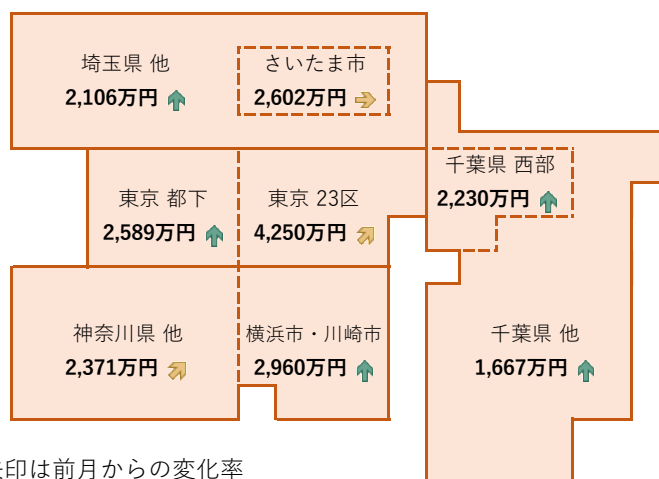 埼玉県 他
2,106万円
さいたま市
2,602万円
千葉県 西部
2,230万円
東京 都下
2,589万円
東京 23区
4,250万円
神奈川県 他
2,371万円
横浜市・川崎市
2,960万円
千葉県 他
1,667万円
印は前月からの変化率